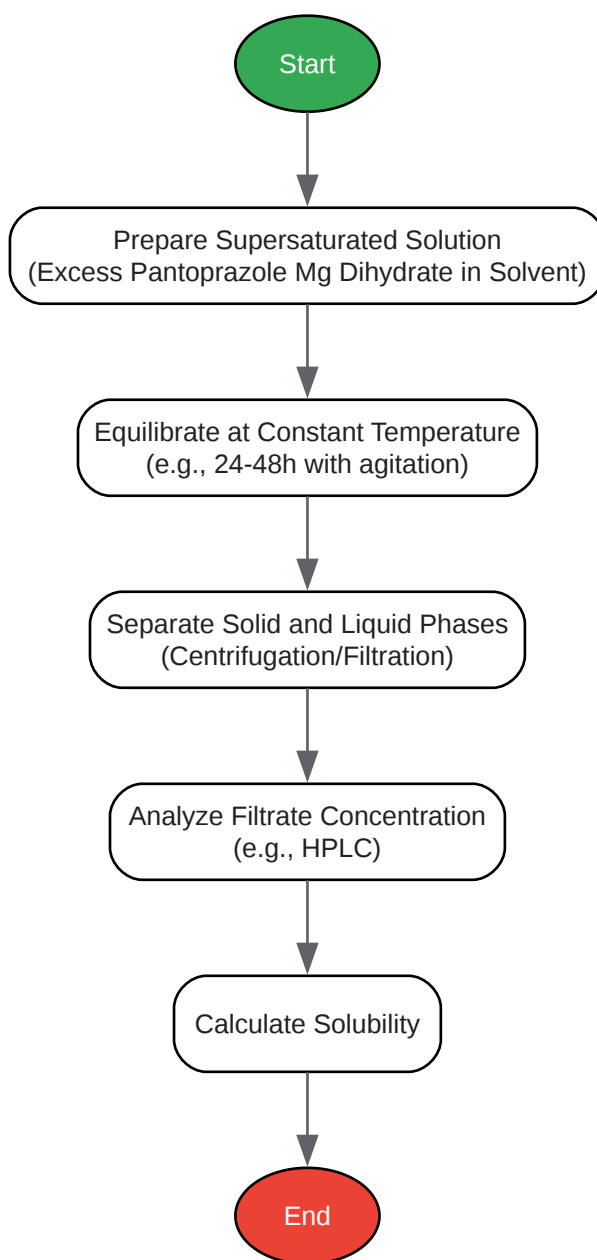 Start
Prepare Supersaturated Solution
(Excess Pantoprazole Mg Dihydrate in Solvent)
Equilibrate at Constant Temperature
(e.g., 24-48h with agitation)
Separate Solid and Liquid Phases
(Centrifugation/Filtration)
Analyze Filtrate Concentration
(e.g., HPLC)
Calculate Solubility
End